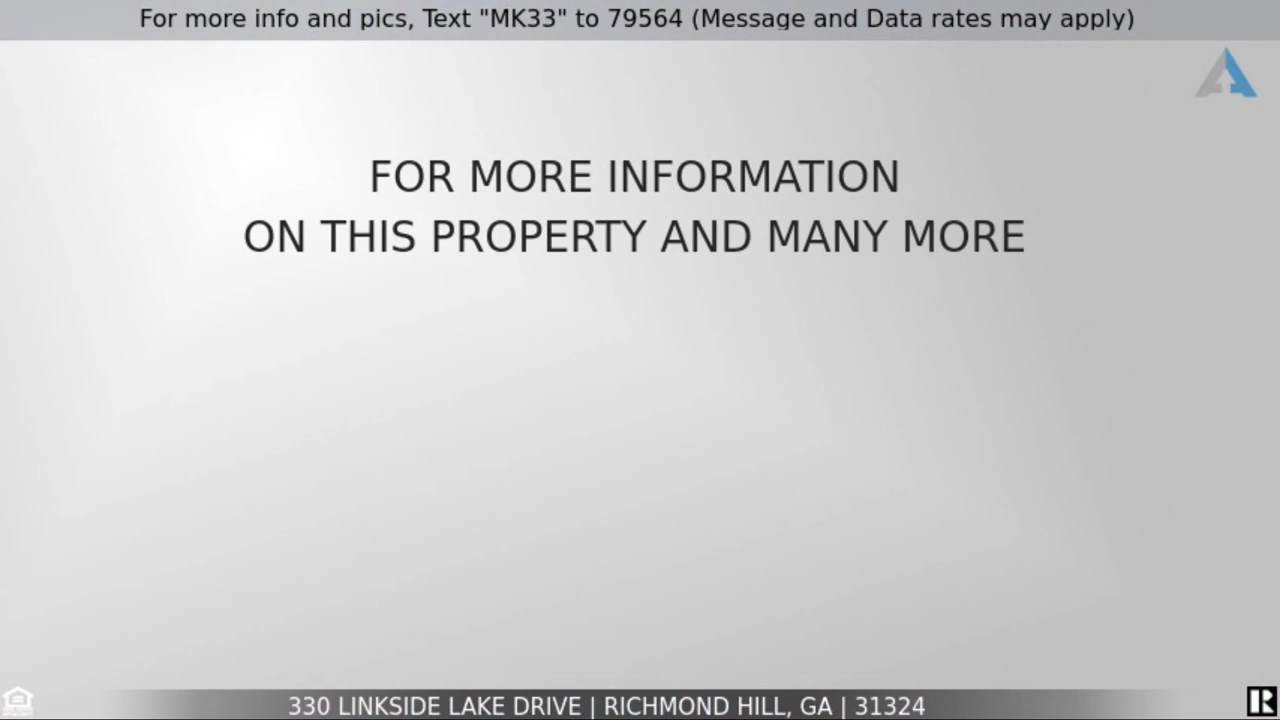 For more info and pics, Text "MK33" to 79564 (Message and Data rates may apply)
FOR MORE INFORMATION
ON THIS PROPERTY AND MANY MORE
330 LINKSIDE LAKE DRIVE | RICHMOND HILL, GA | 31324